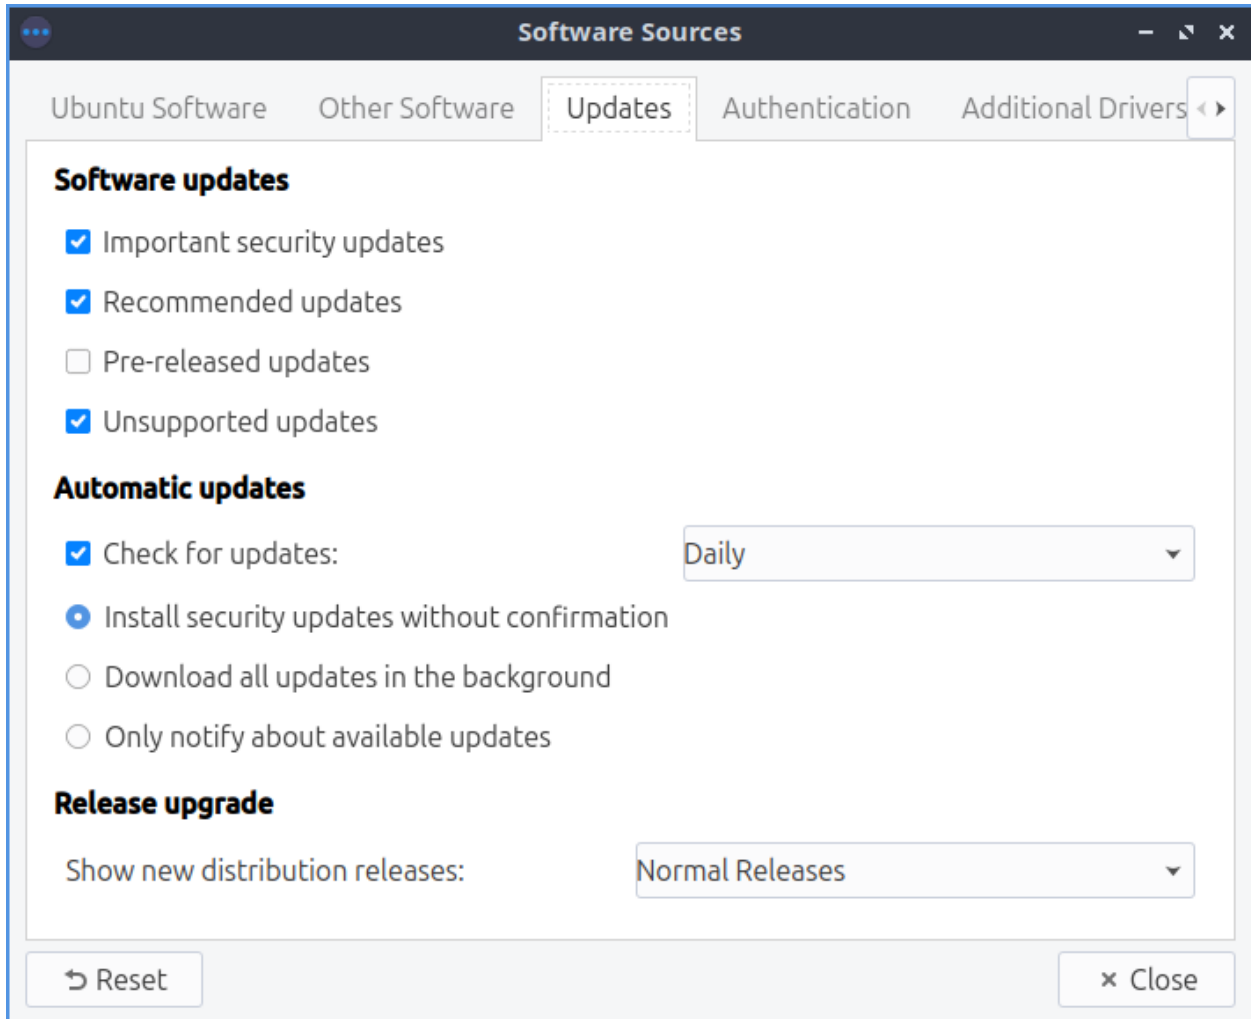 Software Sources
Ubuntu Software Other Software Updates Authentication Additional Drivers
Software updates
Important security updates
Recommended updates
Pre-released updates
Unsupported updates
Automatic updates
Check for updates: Daily
Install security updates without confirmation
Download all updates in the background
Only notify about available updates
Release upgrade
Show new distribution releases: Normal Releases
Reset Close